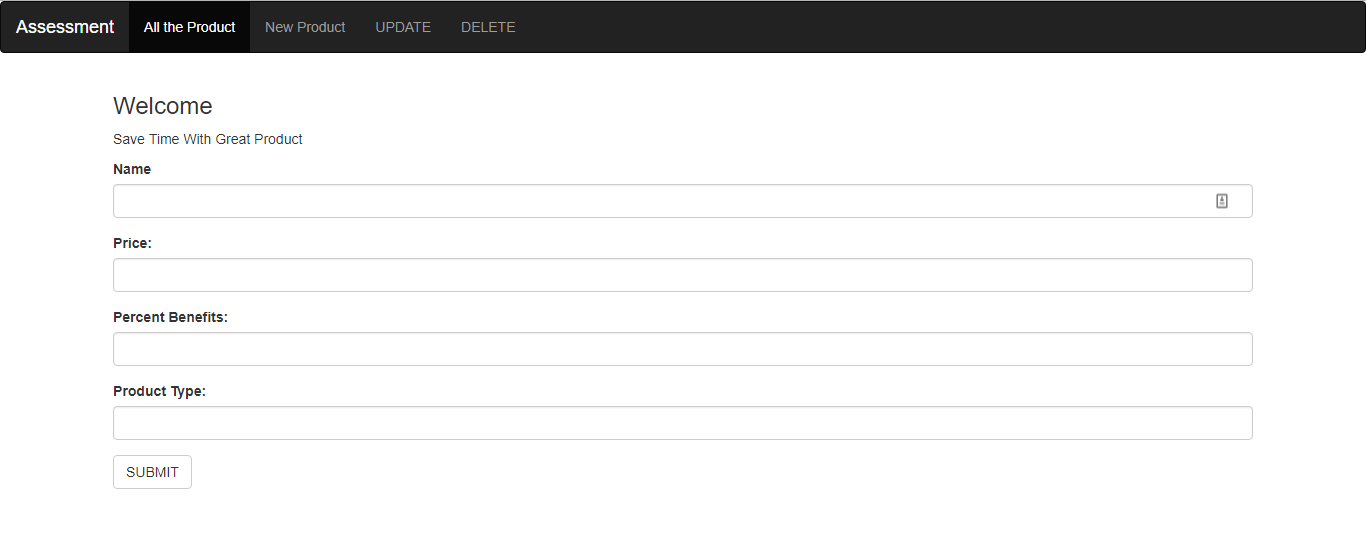 Assessment All the Product New Product UPDATE DELETE
Welcome
Save Time With Great Product
Name
Price:
Percent Benefits:
Product Type:
SUBMIT